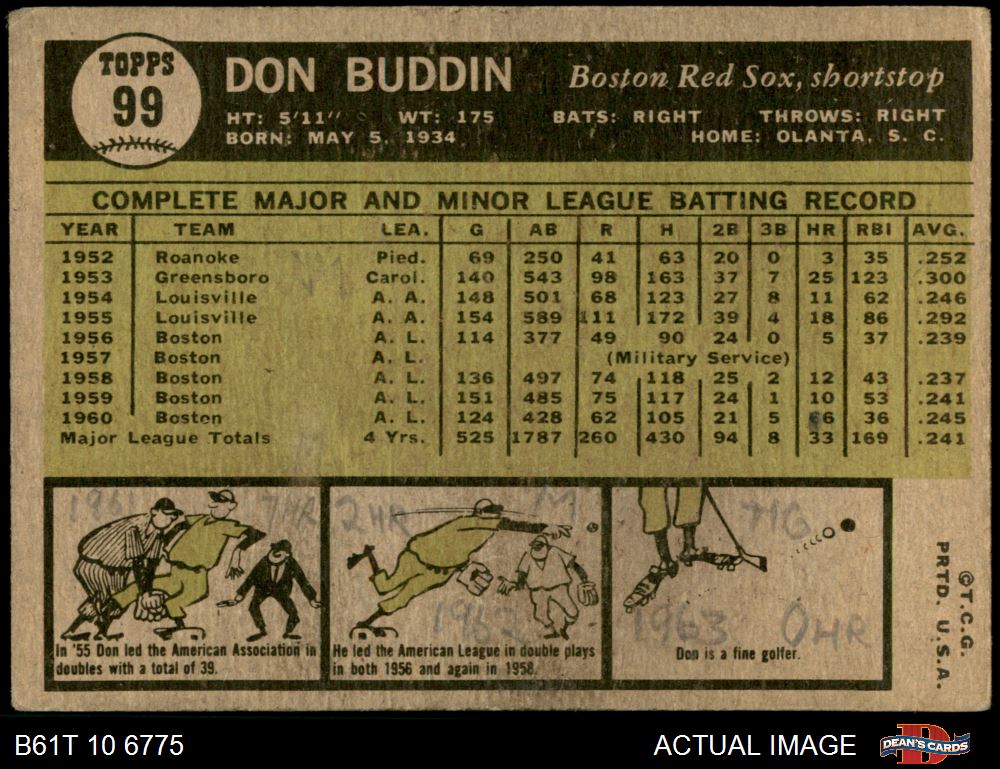 TOPPS
99
DON BUDDIN Boston Red Sox, shortstop
HT: 5'11" WT: 175 BATS: RIGHT THROWS: RIGHT
BORN: MAY 5, 1934 HOME: OLANTA, S. C.
COMPLETE MAJOR AND MINOR LEAGUE BATTING RECORD
YEAR TEAM LEA. G AB R H 2B 3B HR RBI AVG.
1952 Roanoke Pied. 69 250 41 63 20 0 3 35 .252
1953 Greensboro Carol. 140 543 98 163 37 7 25 123 .300
1954 Louisville A. A. 148 501 68 123 27 8 11 62 .246
1955 Louisville A. A. 154 589 111 172 39 4 18 86 .292
1956 Boston A. L. 114 377 49 90 24 0 5 37 .239
1957 Boston A. L. (Military Service)
1958 Boston A. L. 136 497 74 118 25 2 12 43 .237
1959 Boston A. L. 151 485 75 117 24 1 10 53 .241
1960 Boston A. L. 124 428 62 105 21 5 6 36 .245
Major League Totals 4 Yrs. 525 1787 260 430 94 8 33 169 .241
1961 7HR 2HR M
1962
1963 0HR
In '55 Don led the American Association in
doubles with a total of 39.
He led the American League in double plays
in both 1956 and again in 1958.
Don is a fine golfer.
©T.C.G.
PRTD. U.S.A.
B61T 10 6775
ACTUAL IMAGE
DEAN'S CARDS